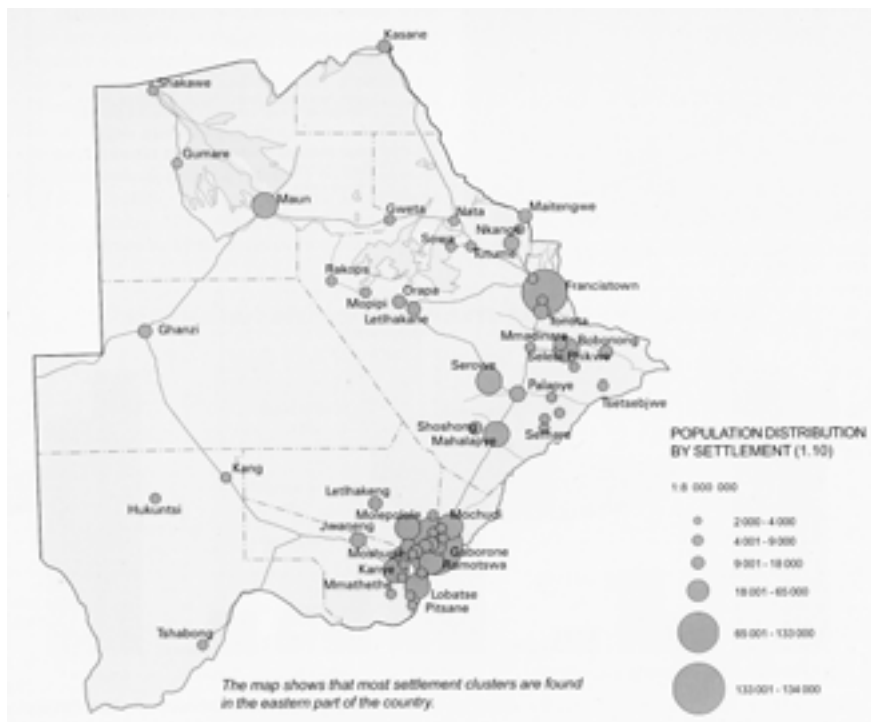 Kasane
Shakawe
Gumare
Maun
Gweta
Nata
Maitengwe
Nkange
Sowa
Tutume
Rakops
Orapa
Francistown
Mopipi
Letlhakane
Tonota
Ghanzi
Mmadinare
Bobonong
Selebi Phikwe
Serowe
Palapye
Tsetsebjwe
Shoshong
Sefhare
Mahalapye
POPULATION DISTRIBUTION
BY SETTLEMENT (1.10)
Kang
1:8 000 000
Letlhakeng
Hukuntsi
Molepolole
Mochudi
2 000 - 4 000
Jwaneng
4 001 - 9 000
Gaborone
Ramotswa
9 001 - 18 000
Kanye
Mmathethe
18 001 - 65 000
Lobatse
Pitsane
65 001 - 133 000
Tshabong
The map shows that most settlement clusters are found
in the eastern part of the country.
133 001 - 134 000